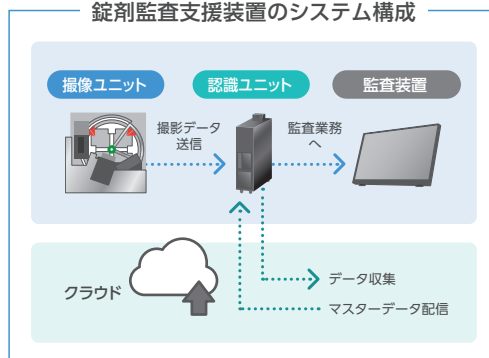 錠剤監査支援装置のシステム構成
撮像ユニット
認識ユニット
監査装置
撮影データ
送信
監査業務
へ
クラウド
データ収集
マスターデータ配信